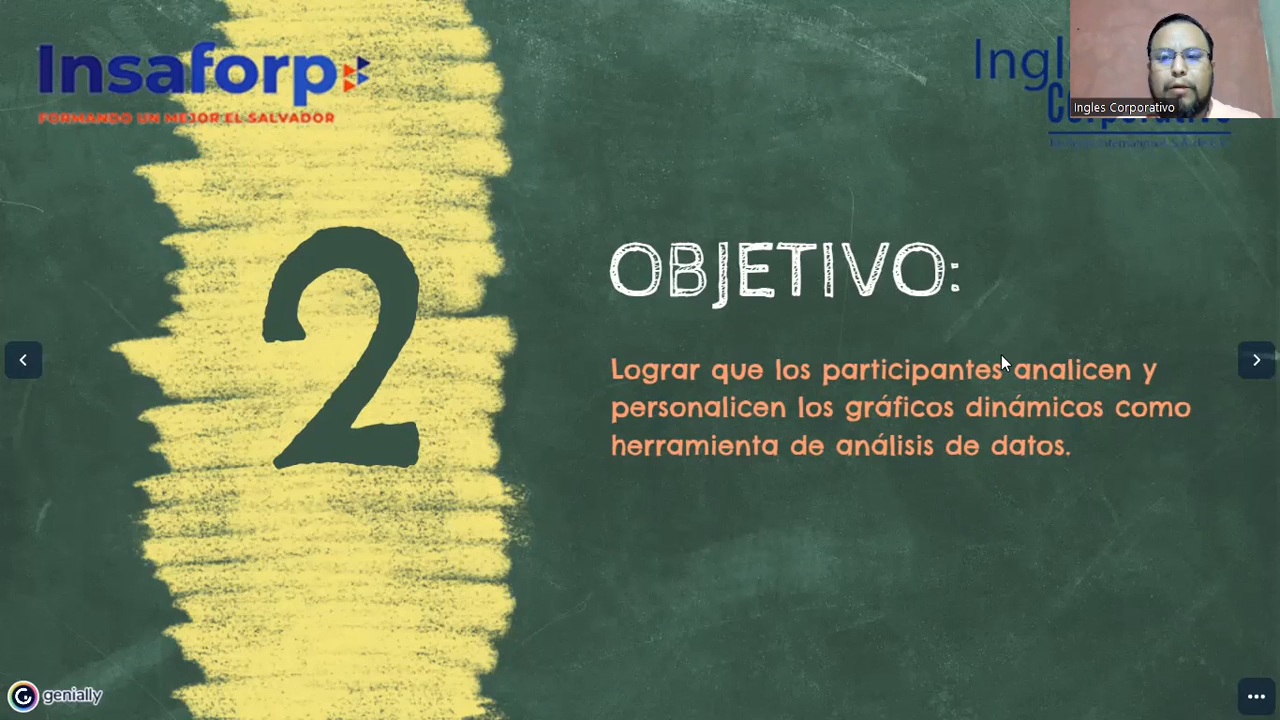 Insaforp
FORMANDO UN MEJOR EL SALVADOR
Ingl
Ingles Corporativo
2
OBJETIVO:
Lograr que los participantes analicen y
personalicen los gráficos dinámicos como
herramienta de análisis de datos.
genially